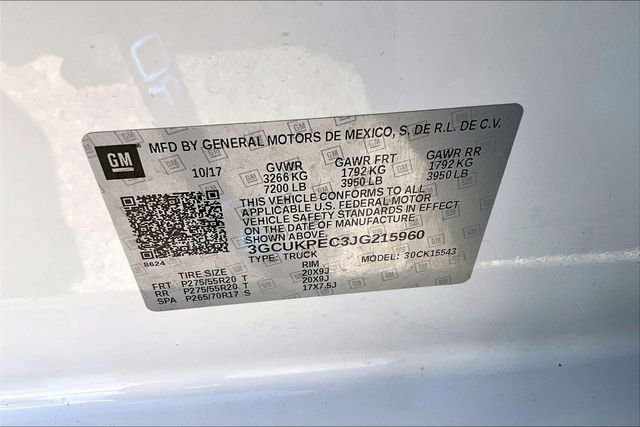 MFD BY GENERAL MOTORS DE MEXICO, S. DE R.L. DE C.V.
GM
10/17 GVWR GAWR FRT GAWR RR
3266 KG 1792 KG 1792 KG
7200 LB 3950 LB 3950 LB
THIS VEHICLE CONFORMS TO ALL
APPLICABLE U.S. FEDERAL MOTOR
VEHICLE SAFETY STANDARDS IN EFFECT
ON THE DATE OF MANUFACTURE
SHOWN ABOVE.
3GCUKPEC3JG215960
8624 TYPE: TRUCK MODEL: 30CK15543
TIRE SIZE RIM
FRT P275/55R20 T 20X9J
RR P275/55R20 T 20X9J
SPA P265/70R17 S 17X7.5J